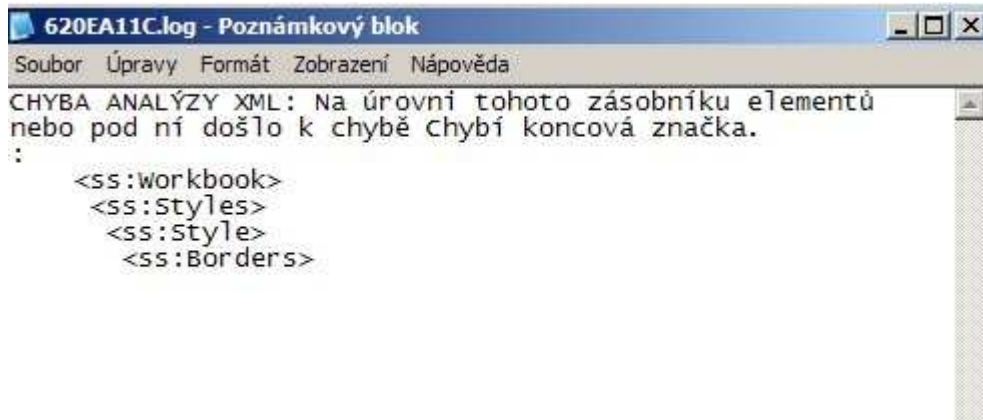 620EA11C.log - Poznámkový blok
Soubor Úpravy Formát Zobrazení Nápověda
CHYBA ANALÝZY XML: Na úrovni tohoto zásobníku elementů
nebo pod ní došlo k chybě Chybí koncová značka.
:
<ss:Workbook>
<ss:Styles>
<ss:Style>
<ss:Borders>